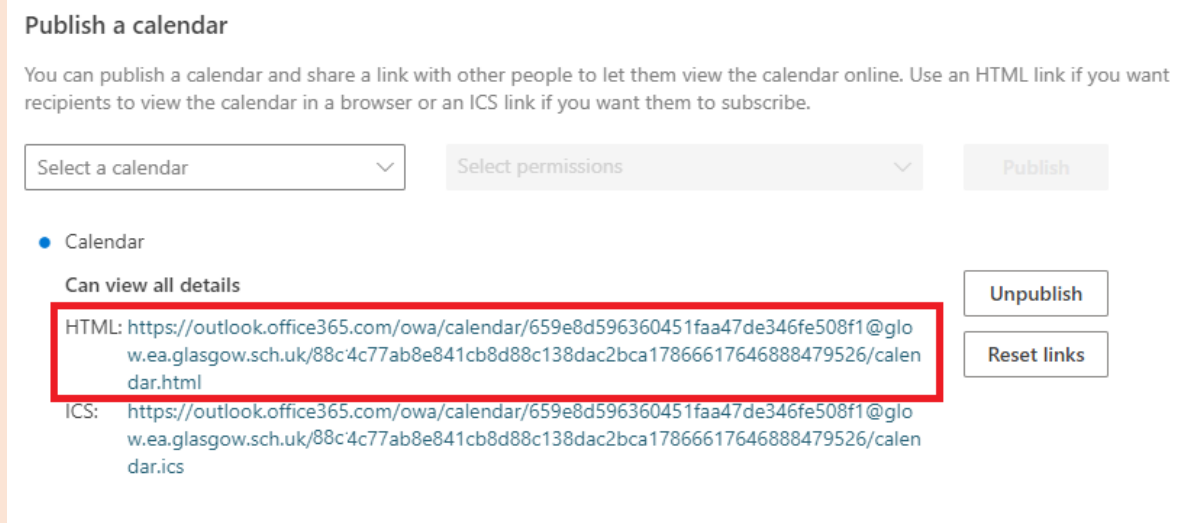 Publish a calendar
You can publish a calendar and share a link with other people to let them view the calendar online. Use an HTML link if you want
recipients to view the calendar in a browser or an ICS link if you want them to subscribe.
Select a calendar
Select permissions
Publish
Calendar
Can view all details
Unpublish
HTML: https://outlook.office365.com/owa/calendar/659e8d596360451faa47de346fe508f1@glo
w.ea.glasgow.sch.uk/88c'4c77ab8e841cb8d88c138dac2bca17866617646888479526/calen
dar.html
Reset links
ICS: https://outlook.office365.com/owa/calendar/659e8d596360451faa47de346fe508f1@glo
w.ea.glasgow.sch.uk/88c'4c77ab8e841cb8d88c138dac2bca17866617646888479526/calen
dar.ics